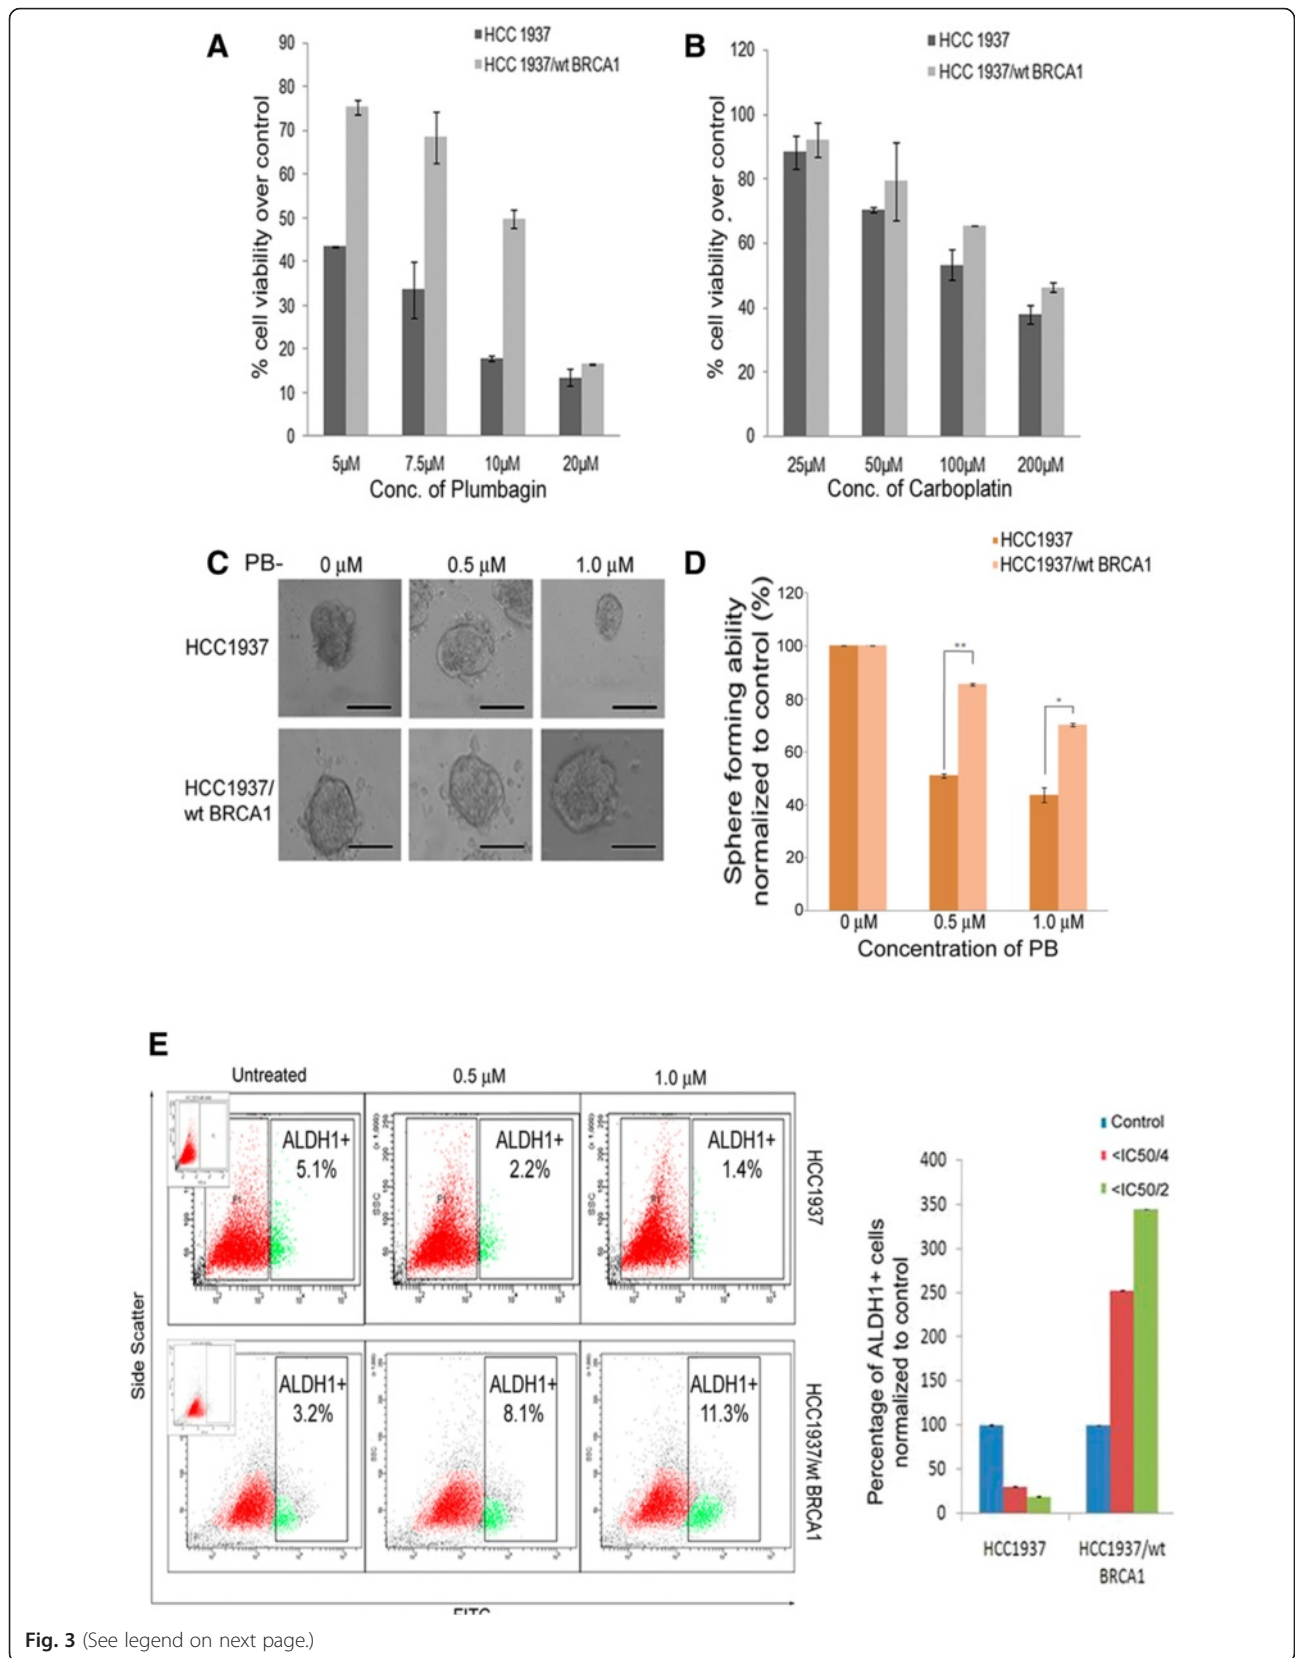 A
HCC 1937
HCC 1937/wt BRCA1
% cell viability over control
90
80
70
60
50
40
30
20
10
0
5µM 7.5µM 10µM 20µM
Conc. of Plumbagin
B
HCC 1937
HCC 1937/wt BRCA1
% cell viability over control
120
100
80
60
40
20
0
25µM 50µM 100µM 200µM
Conc. of Carboplatin
C PB- 0 µM 0.5 µM 1.0 µM
HCC1937
HCC1937/
wt BRCA1
D
HCC1937
HCC1937/wt BRCA1
Sphere forming ability
normalized to control (%)
120
100
80
60
40
20
0
**
*
0 µM 0.5 µM 1.0 µM
Concentration of PB
E
Untreated 0.5 µM 1.0 µM
ALDH1+
5.1%
ALDH1+
2.2%
ALDH1+
1.4%
HCC1937
ALDH1+
3.2%
ALDH1+
8.1%
ALDH1+
11.3%
HCC1937/wt BRCA1
Side Scatter
SSC
Control
<IC50/4
<IC50/2
Percentage of ALDH1+ cells
normalized to control
400
350
300
250
200
150
100
50
0
HCC1937 HCC1937/wt
BRCA1
Fig. 3 (See legend on next page.)